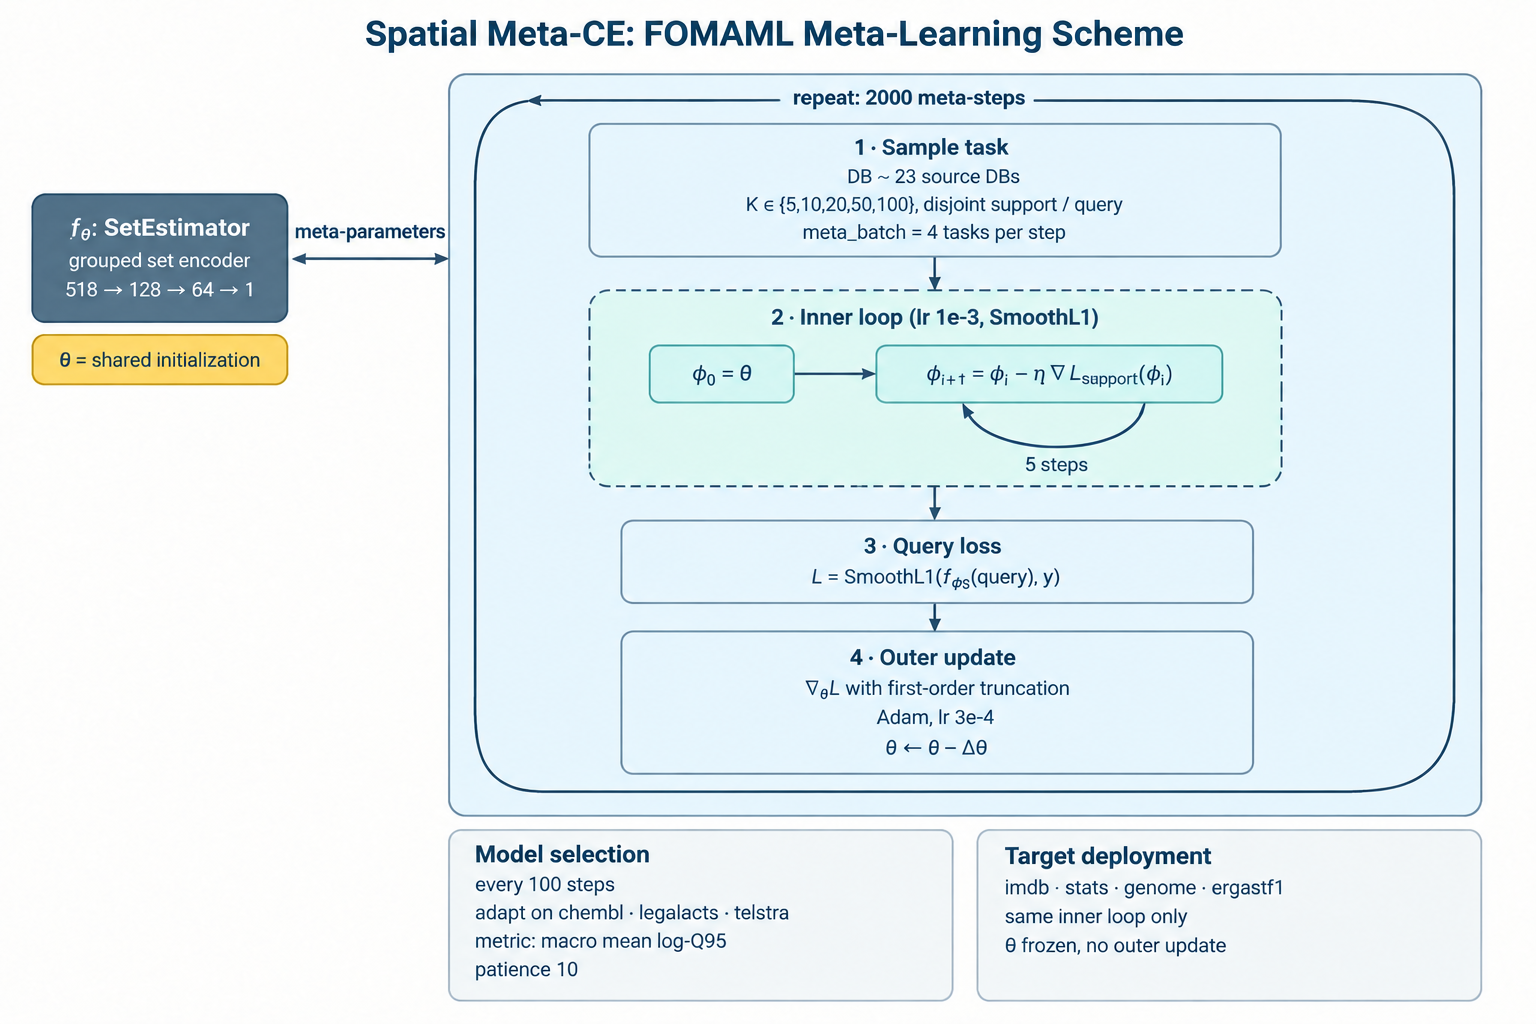 Spatial Meta-CE: FOMAML Meta-Learning Scheme
repeat: 2000 meta-steps
1 · Sample task
DB ~ 23 source DBs
K ∈ {5,10,20,50,100}, disjoint support / query
meta_batch = 4 tasks per step
f_θ: SetEstimator
grouped set encoder
518 → 128 → 64 → 1
meta-parameters
θ = shared initialization
2 · Inner loop (lr 1e-3, SmoothL1)
ϕ₀ = θ
ϕ_{i+†} = ϕ_i − η ∇ L_support(ϕ_i)
5 steps
3 · Query loss
L = SmoothL1(f_{ϕS}(query), y)
4 · Outer update
∇_θL with first-order truncation
Adam, lr 3e-4
θ ← θ − Δθ
Model selection
every 100 steps
adapt on chembl · legalacts · telstra
metric: macro mean log-Q95
patience 10
Target deployment
imdb · stats · genome · ergastf1
same inner loop only
θ frozen, no outer update